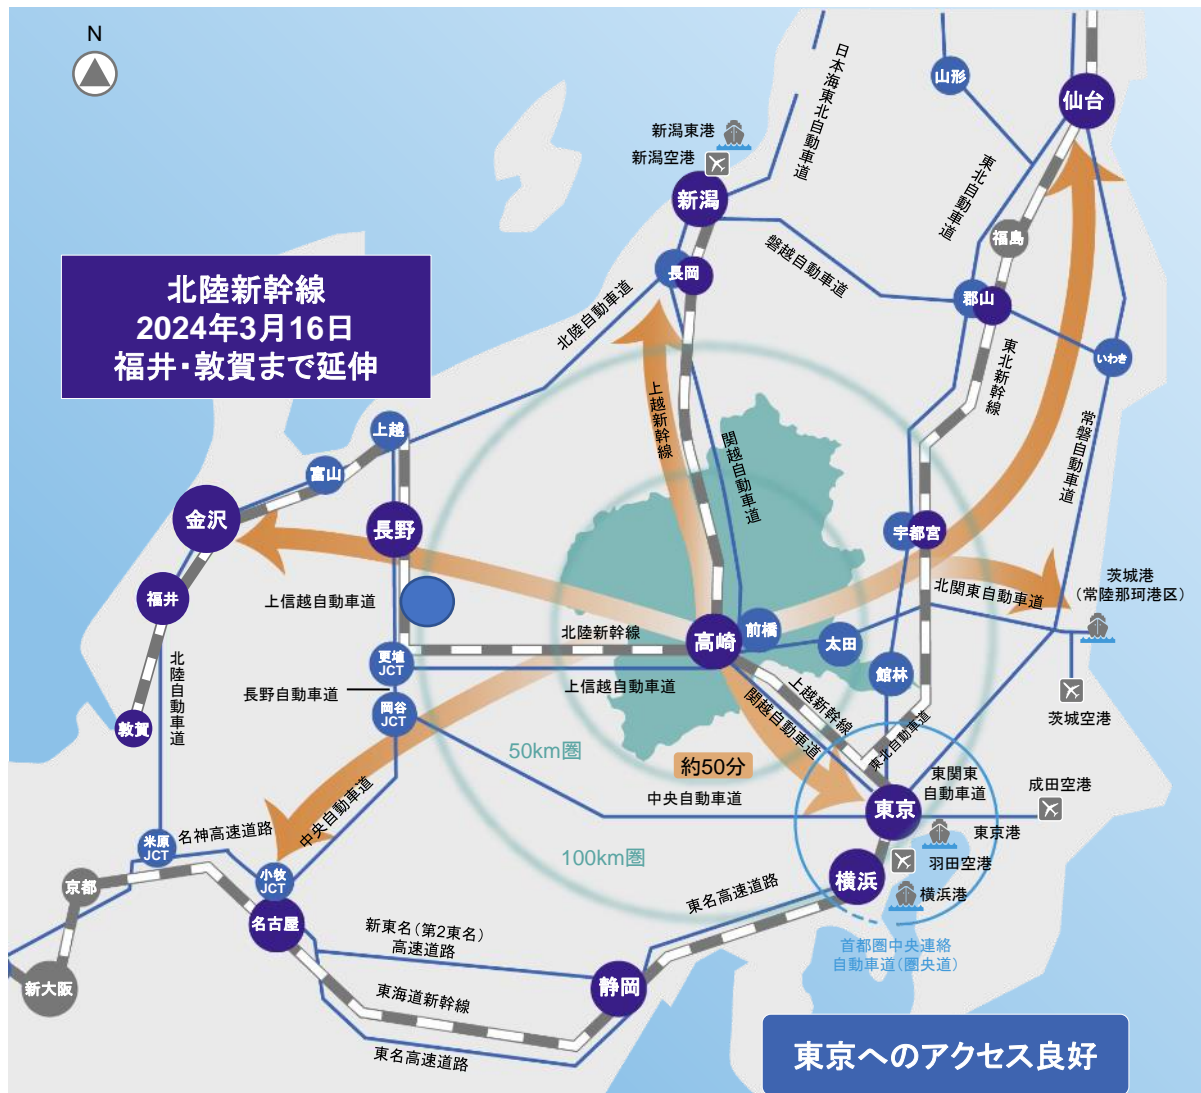 N
日本海東北自動車道
山形
仙台
新潟東港
新潟空港
新潟
東北自動車道
福島
磐越自動車道
長岡
郡山
北陸新幹線
2024年3月16日
福井・敦賀まで延伸
北陸自動車道
東北新幹線
いわき
上越新幹線
関越自動車道
常磐自動車道
上越
富山
金沢
長野
宇都宮
福井
上信越自動車道
北関東自動車道
茨城港
（常陸那珂港区）
北陸新幹線
高崎
前橋
太田
更埴
JCT
上信越自動車道
館林
長野自動車道
岡谷
JCT
北陸自動車道
敦賀
上越新幹線
関越自動車道
東北自動車道
茨城空港
50km圏
約50分
中央自動車道
東関東
自動車道
成田空港
東京
東京港
中央自動車道
名神高速道路
米原
JCT
小牧
JCT
100km圏
羽田空港
横浜
横浜港
京都
名古屋
東名高速道路
新東名（第2東名）
高速道路
首都圏中央連絡
自動車道（圏央道）
新大阪
静岡
東海道新幹線
東名高速道路
東京へのアクセス良好